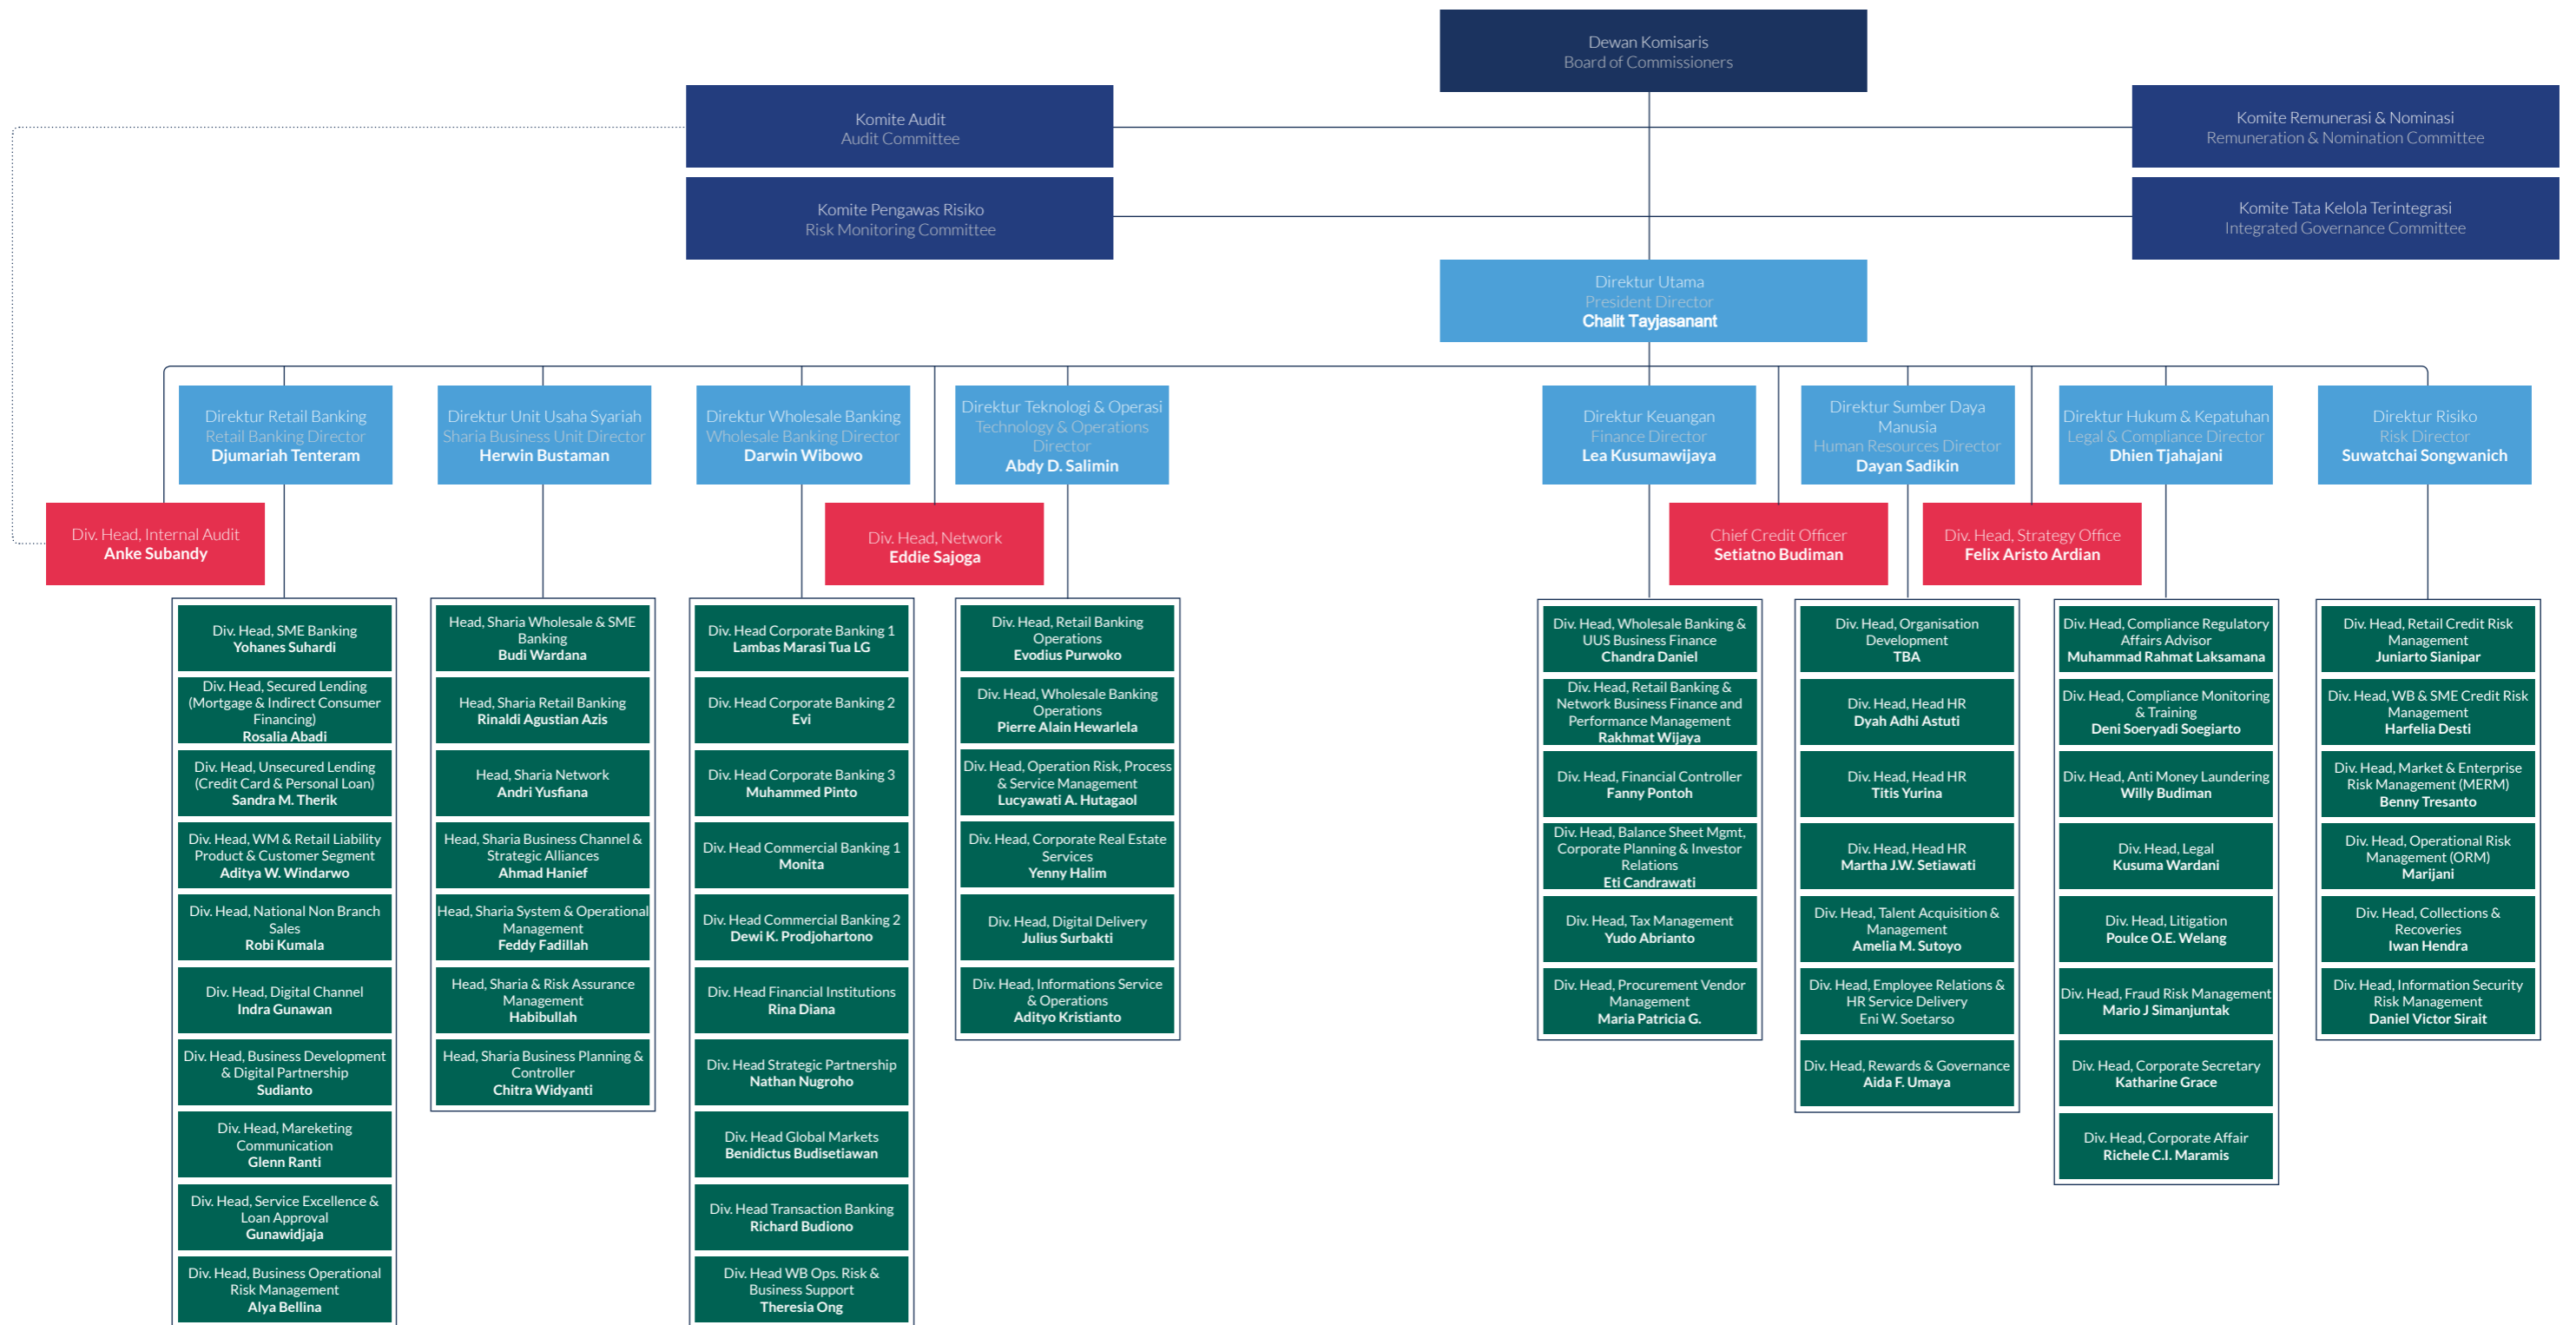 Dewan Komisaris
Board of Commissioners
Komite Audit
Audit Committee
Komite Remunerasi & Nominasi
Remuneration & Nomination Committee
Komite Pengawas Risiko
Risk Monitoring Committee
Komite Tata Kelola Terintegrasi
Integrated Governance Committee
Direktur Utama
President Director
Chalit Tayjasanant
Direktur Retail Banking
Retail Banking Director
Djumariah Tenteram
Direktur Unit Usaha Syariah
Sharia Business Unit Director
Herwin Bustaman
Direktur Wholesale Banking
Wholesale Banking Director
Darwin Wibowo
Direktur Teknologi & Operasi
Technology & Operations
Director
Abdy D. Salimin
Direktur Keuangan
Finance Director
Lea Kusumawijaya
Direktur Sumber Daya
Manusia
Human Resources Director
Dayan Sadikin
Direktur Hukum & Kepatuhan
Legal & Compliance Director
Dhien Tjahajani
Direktur Risiko
Risk Director
Suwatchai Songwanich
Div. Head, Internal Audit
Anke Subandy
Div. Head, Network
Eddie Sajoga
Chief Credit Officer
Setiatno Budiman
Div. Head, Strategy Office
Felix Aristo Ardian
Div. Head, SME Banking
Yohanes Suhardi
Div. Head, Secured Lending
(Mortgage & Indirect Consumer
Financing)
Rosalia Abadi
Div. Head, Unsecured Lending
(Credit Card & Personal Loan)
Sandra M. Therik
Div. Head, WM & Retail Liability
Product & Customer Segment
Aditya W. Windarwo
Div. Head, National Non Branch
Sales
Robi Kumala
Div. Head, Digital Channel
Indra Gunawan
Div. Head, Business Development
& Digital Partnership
Sudianto
Div. Head, Mareketing
Communication
Glenn Ranti
Div. Head, Service Excellence &
Loan Approval
Gunawidjaja
Div. Head, Business Operational
Risk Management
Alya Bellina
Head, Sharia Wholesale & SME
Banking
Budi Wardana
Head, Sharia Retail Banking
Rinaldi Agustian Azis
Head, Sharia Network
Andri Yusfiana
Head, Sharia Business Channel &
Strategic Alliances
Ahmad Hanief
Head, Sharia System & Operational
Management
Feddy Fadillah
Head, Sharia & Risk Assurance
Management
Habibullah
Head, Sharia Business Planning &
Controller
Chitra Widyanti
Div. Head Corporate Banking 1
Lambas Marasi Tua LG
Div. Head Corporate Banking 2
Evi
Div. Head Corporate Banking 3
Muhammed Pinto
Div. Head Commercial Banking 1
Monita
Div. Head Commercial Banking 2
Dewi K. Prodjohartono
Div. Head Financial Institutions
Rina Diana
Div. Head Strategic Partnership
Nathan Nugroho
Div. Head Global Markets
Benidictus Budisetiawan
Div. Head Transaction Banking
Richard Budiono
Div. Head WB Ops. Risk &
Business Support
Theresia Ong
Div. Head, Retail Banking
Operations
Evodius Purwoko
Div. Head, Wholesale Banking
Operations
Pierre Alain Hewarlela
Div. Head, Operation Risk, Process
& Service Management
Lucyawati A. Hutagaol
Div. Head, Corporate Real Estate
Services
Yenny Halim
Div. Head, Digital Delivery
Julius Surbakti
Div. Head, Informations Service
& Operations
Adityo Kristianto
Div. Head, Wholesale Banking &
UUS Business Finance
Chandra Daniel
Div. Head, Retail Banking &
Network Business Finance and
Performance Management
Rakhmat Wijaya
Div. Head, Financial Controller
Fanny Pontoh
Div. Head, Balance Sheet Mgmt,
Corporate Planning & Investor
Relations
Eti Candrawati
Div. Head, Tax Management
Yudo Abrianto
Div. Head, Procurement Vendor
Management
Maria Patricia G.
Div. Head, Organisation
Development
TBA
Div. Head, Head HR
Dyah Adhi Astuti
Div. Head, Head HR
Titis Yurina
Div. Head, Head HR
Martha J.W. Setiawati
Div. Head, Talent Acquisition &
Management
Amelia M. Sutoyo
Div. Head, Employee Relations &
HR Service Delivery
Eni W. Soetarso
Div. Head, Rewards & Governance
Aida F. Umaya
Div. Head, Compliance Regulatory
Affairs Advisor
Muhammad Rahmat Laksamana
Div. Head, Compliance Monitoring
& Training
Deni Soeryadi Soegiarto
Div. Head, Anti Money Laundering
Willy Budiman
Div. Head, Legal
Kusuma Wardani
Div. Head, Litigation
Poulce O.E. Welang
Div. Head, Fraud Risk Management
Mario J Simanjuntak
Div. Head, Corporate Secretary
Katharine Grace
Div. Head, Corporate Affair
Richele C.I. Maramis
Div. Head, Retail Credit Risk
Management
Juniarto Sianipar
Div. Head, WB & SME Credit Risk
Management
Harfelia Desti
Div. Head, Market & Enterprise
Risk Management (MERM)
Benny Tresanto
Div. Head, Operational Risk
Management (ORM)
Marijani
Div. Head, Collections &
Recoveries
Iwan Hendra
Div. Head, Information Security
Risk Management
Daniel Victor Sirait